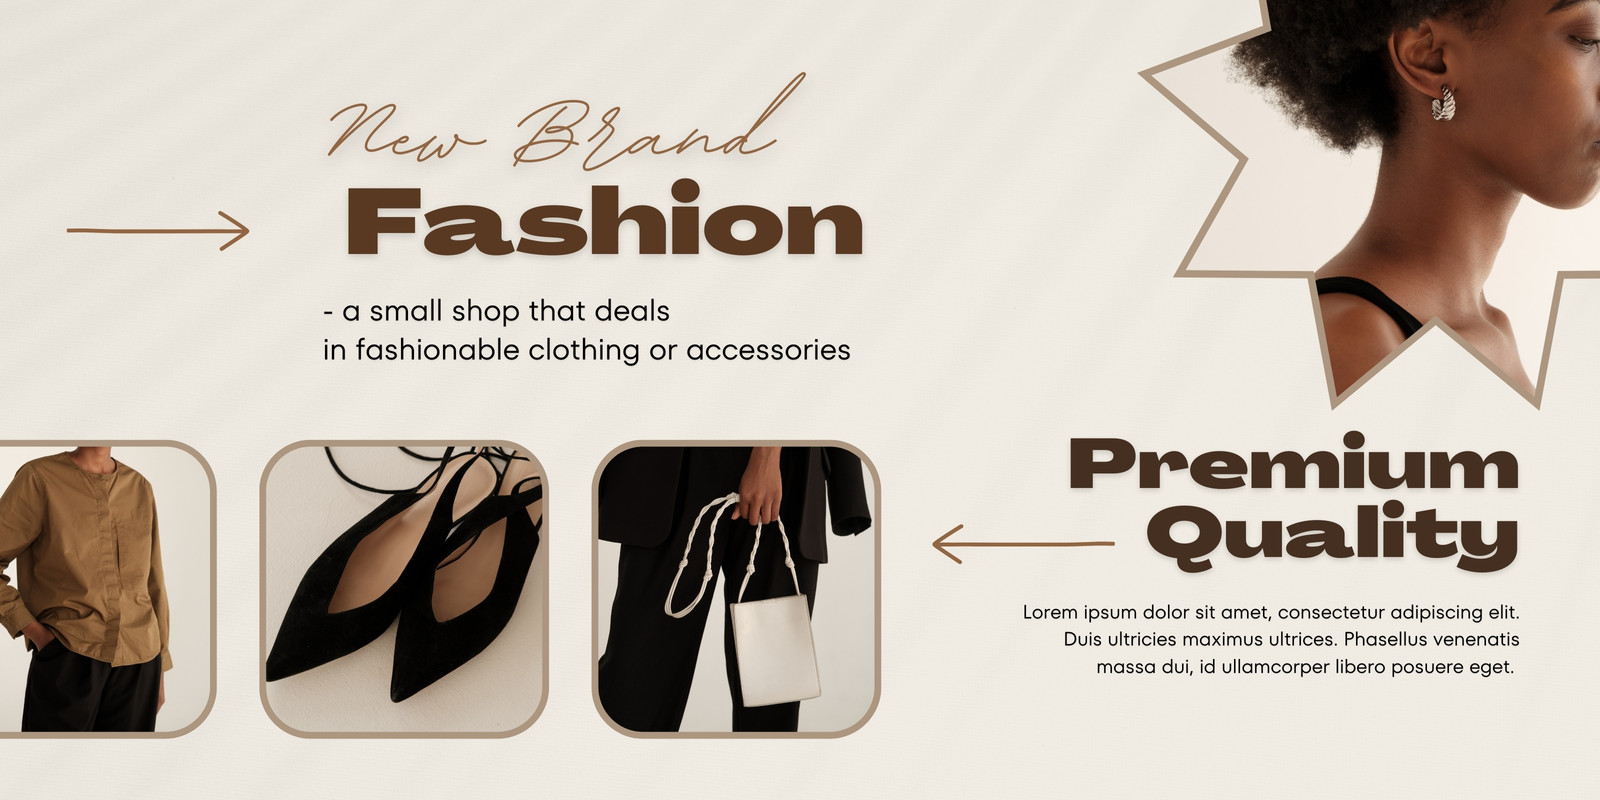 New Brand
Fashion
- a small shop that deals
in fashionable clothing or accessories
Premium
Quality
Lorem ipsum dolor sit amet, consectetur adipiscing elit.
Duis ultricies maximus ultrices. Phasellus venenatis
massa dui, id ullamcorper libero posuere eget.